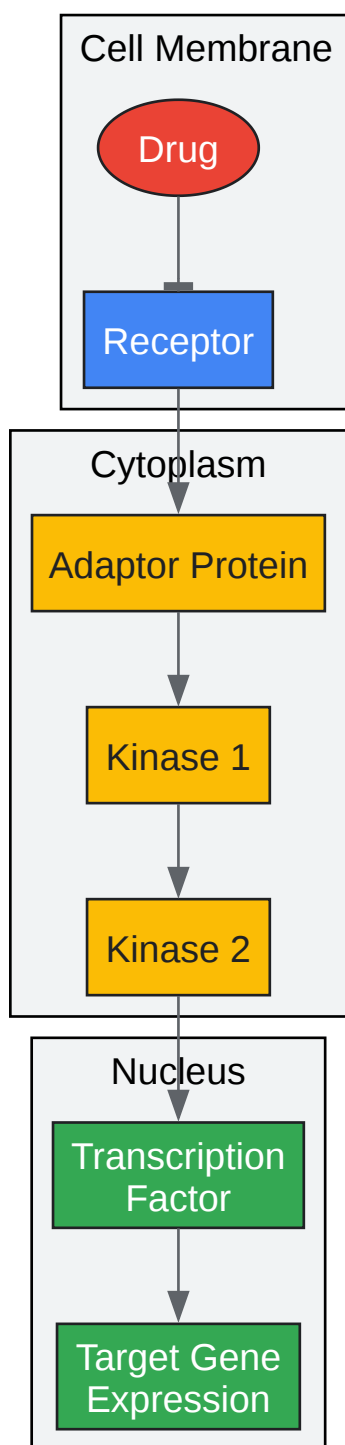 Cell Membrane
Drug
Receptor
Cytoplasm
Adaptor Protein
Kinase 1
Kinase 2
Nucleus
Transcription
Factor
Target Gene
Expression